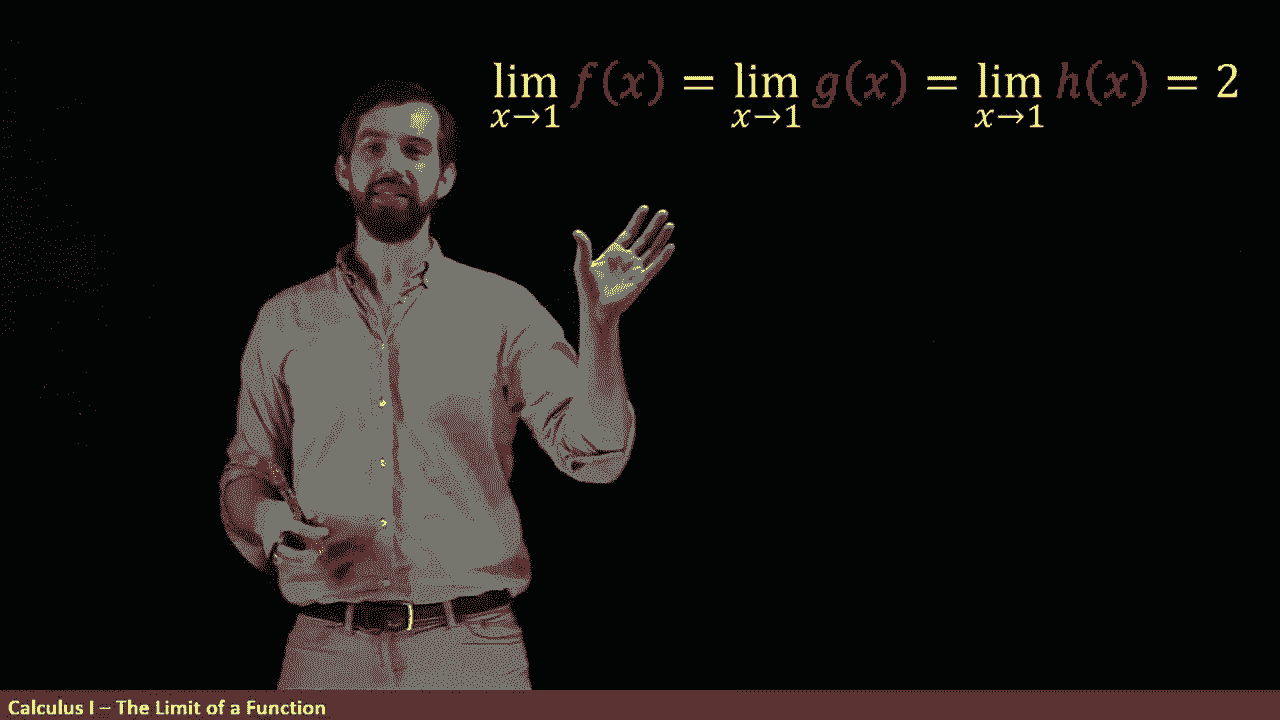 lim f(x) = lim g(x) = lim h(x) = 2
x→1 x→1 x→1
Calculus I – The Limit of a Function